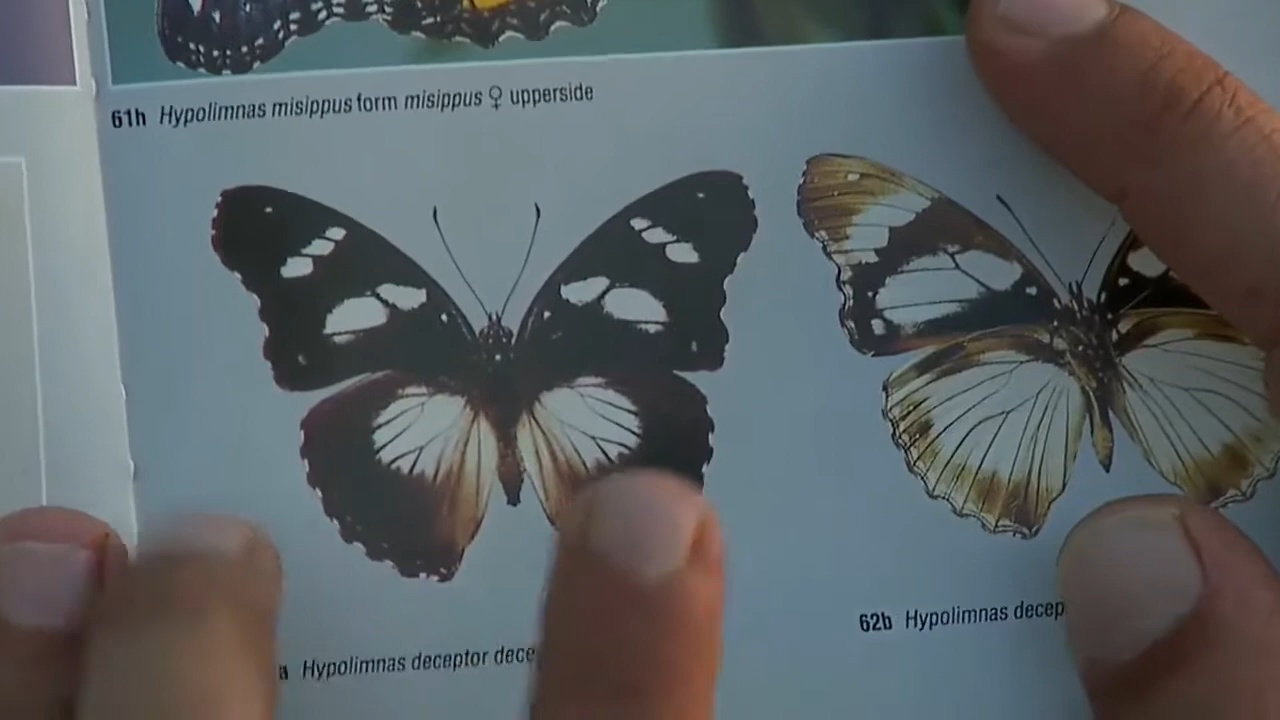 61h Hypolimnas misippus form misippus ♀ upperside
a Hypolimnas deceptor dece
62b Hypolimnas decep